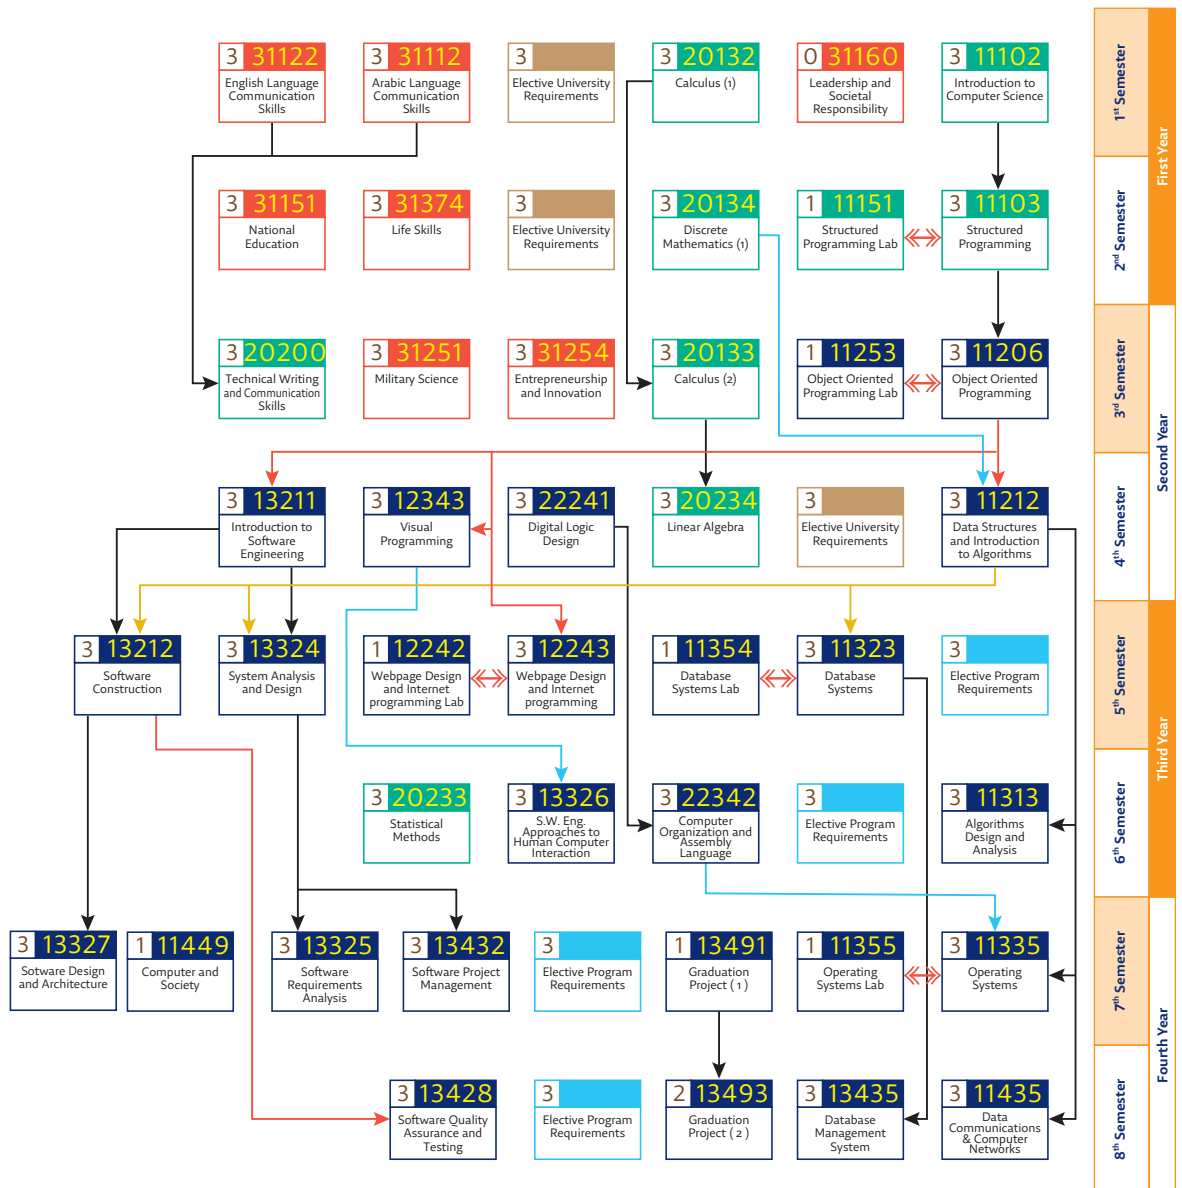 3 31122
English Language
Communication
Skills
3 31112
Arabic Language
Communication
Skills
3
Elective University
Requirements
3 20132
Calculus (1)
0 31160
Leadership and
Societal
Responsibility
3 11102
Introduction to
Computer Science
1st Semester
First Year
3 31151
National
Education
3 31374
Life Skills
3
Elective University
Requirements
3 20134
Discrete
Mathematics (1)
1 11151
Structured
Programming Lab
3 11103
Structured
Programming
2nd Semester
3 20200
Technical Writing
and Communication
Skills
3 31251
Military Science
3 31254
Entrepreneurship
and Innovation
3 20133
Calculus (2)
1 11253
Object Oriented
Programming Lab
3 11206
Object Oriented
Programming
3rd Semester
Second Year
3 13211
Introduction to
Software
Engineering
3 12343
Visual
Programming
3 22241
Digital Logic
Design
3 20234
Linear Algebra
3
Elective University
Requirements
3 11212
Data Structures
and Introduction
to Algorithms
4th Semester
3 13212
Software
Construction
3 13324
System Analysis
and Design
1 12242
Webpage Design
and Internet
programming Lab
3 12243
Webpage Design
and Internet
programming
1 11354
Database
Systems Lab
3 11323
Database
Systems
3
Elective Program
Requirements
5th Semester
Third Year
3 20233
Statistical
Methods
3 13326
S.W. Eng.
Approaches to
Human Computer
Interaction
3 22342
Computer
Organization and
Assembly
Language
3
Elective Program
Requirements
3 11313
Algorithms
Design and
Analysis
6th Semester
3 13327
Sotware Design
and Architecture
1 11449
Computer and
Society
3 13325
Software
Requirements
Analysis
3 13432
Software Project
Management
3
Elective Program
Requirements
1 13491
Graduation
Project ( 1 )
1 11355
Operating
Systems Lab
3 11335
Operating
Systems
7th Semester
Fourth Year
3 13428
Software Quality
Assurance and
Testing
3
Elective Program
Requirements
2 13493
Graduation
Project ( 2 )
3 13435
Database
Management
System
3 11435
Data
Communications
& Computer
Networks
8th Semester